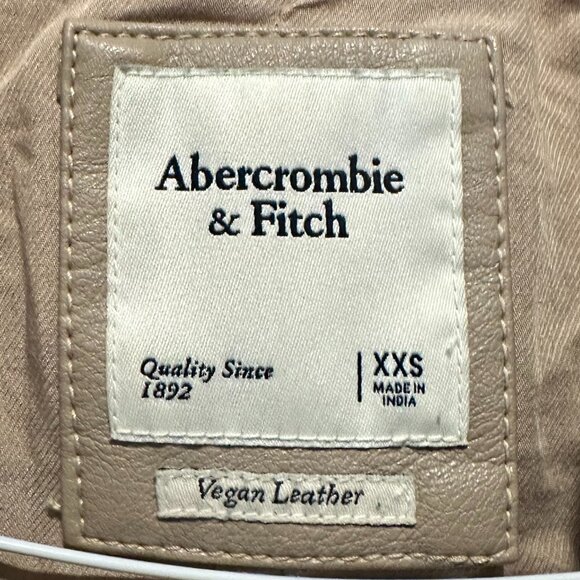 Abercrombie
& Fitch
Quality Since
1892
XXS
MADE IN
INDIA
Vegan Leather